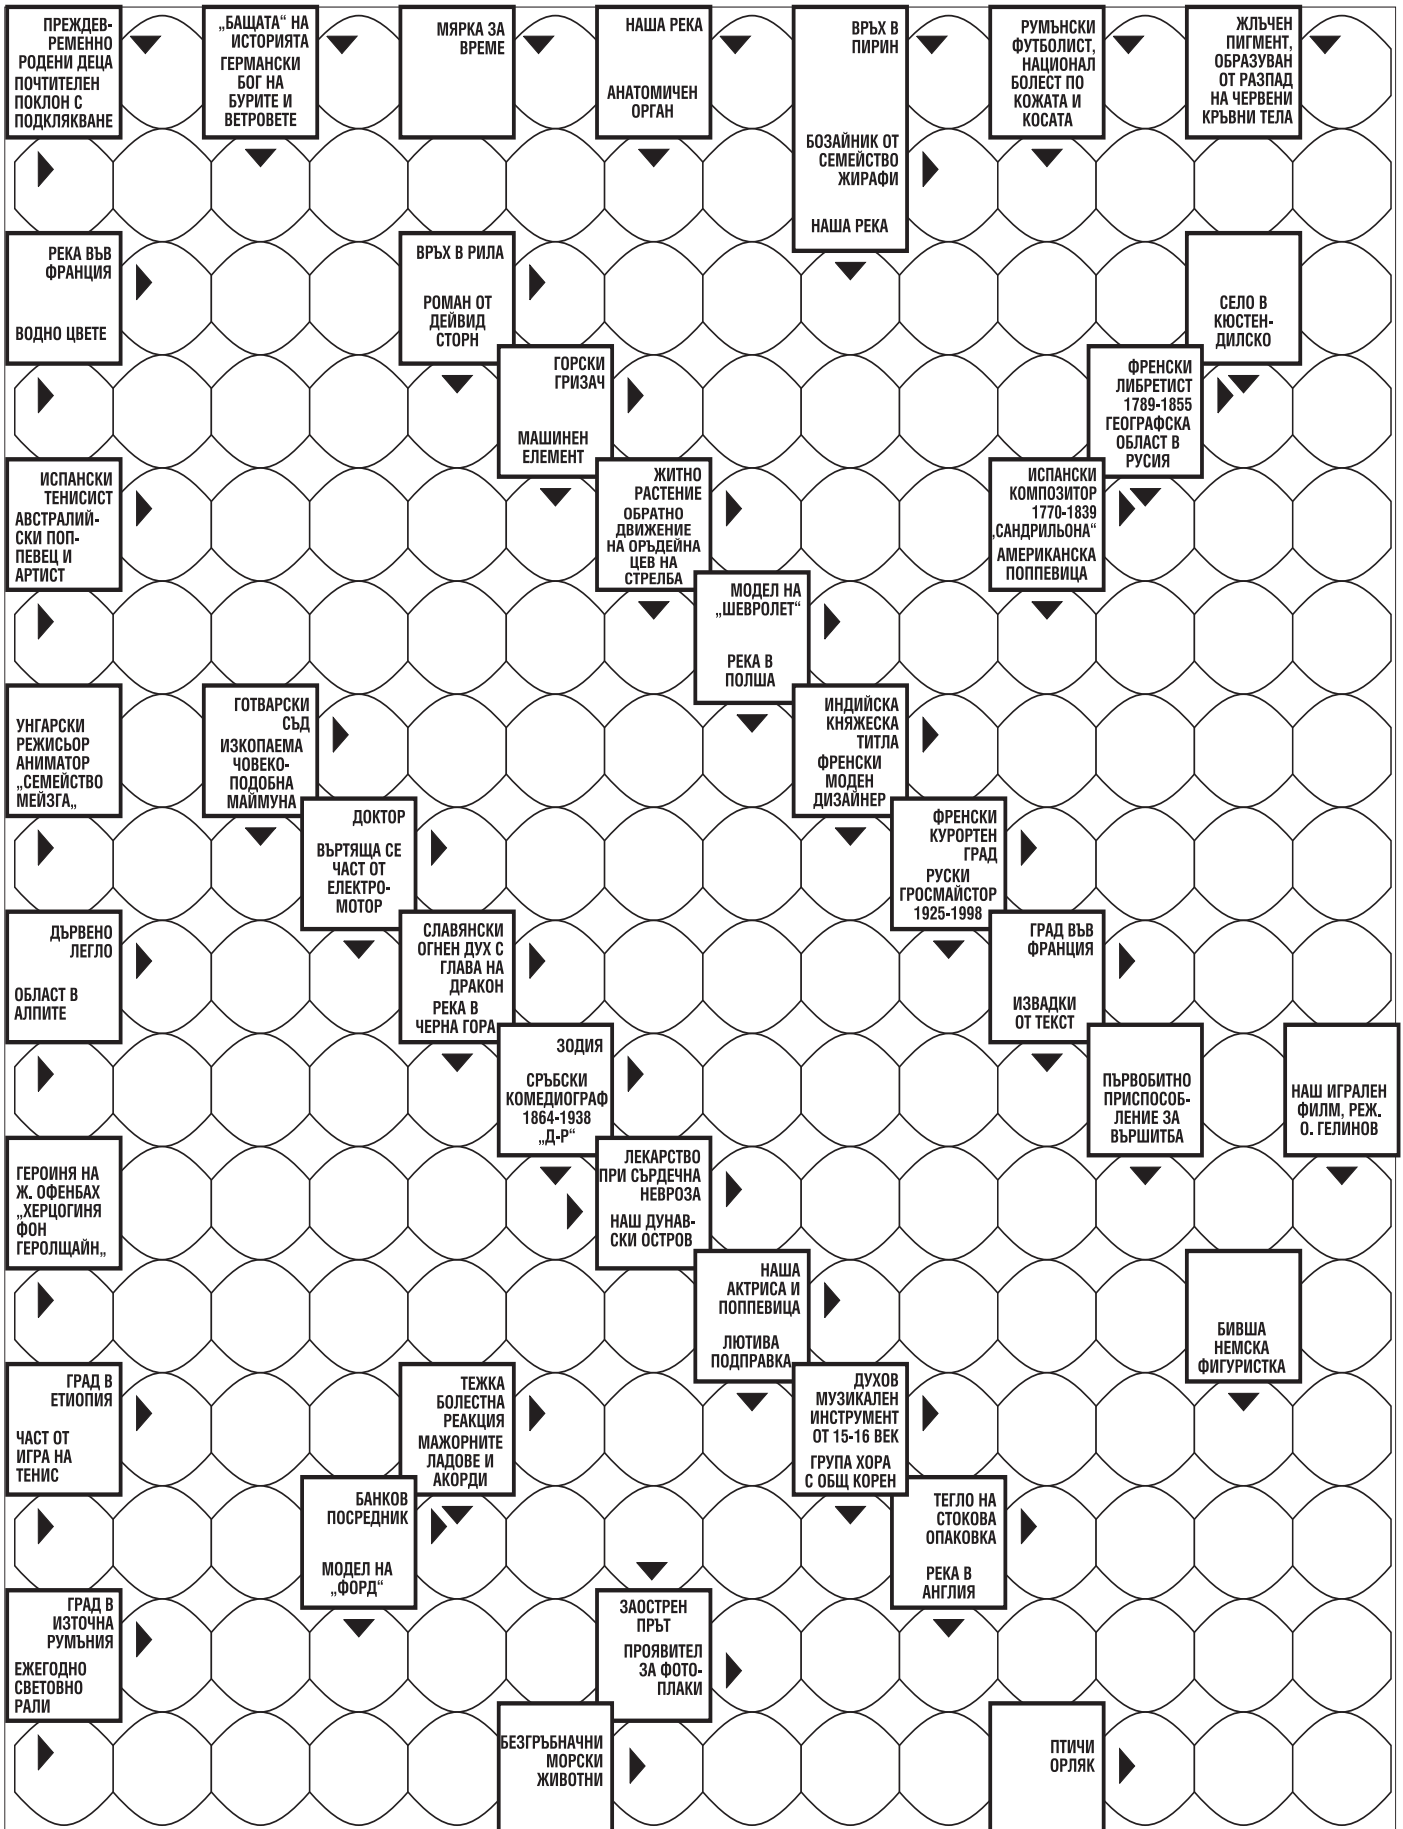 ПРЕЖДЕВ-
РЕМЕННО
РОДЕНИ ДЕЦА
ПОЧТИТЕЛЕН
ПОКЛОН С
ПОДКЛЯКВАНЕ
„БАЩАТА“ НА
ИСТОРИЯТА
ГЕРМАНСКИ
БОГ НА
БУРИТЕ И
ВЕТРОВЕТЕ
МЯРКА ЗА
ВРЕМЕ
НАША РЕКА
АНАТОМИЧЕН
ОРГАН
ВРЪХ В
ПИРИН
БОЗАЙНИК ОТ
СЕМЕЙСТВО
ЖИРАФИ
НАША РЕКА
РУМЪНСКИ
ФУТБОЛИСТ,
НАЦИОНАЛ
БОЛЕСТ ПО
КОЖАТА И
КОСАТА
ЖЛЪЧЕН
ПИГМЕНТ,
ОБРАЗУВАН
ОТ РАЗПАД
НА ЧЕРВЕНИ
КРЪВНИ ТЕЛА
РЕКА ВЪВ
ФРАНЦИЯ
ВОДНО ЦВЕТЕ
ВРЪХ В РИЛА
РОМАН ОТ
ДЕЙВИД
СТОРН
СЕЛО В
КЮСТЕН-
ДИЛСКО
ГОРСКИ
ГРИЗАЧ
МАШИНЕН
ЕЛЕМЕНТ
ФРЕНСКИ
ЛИБРЕТИСТ
1789-1855
ГЕОГРАФСКА
ОБЛАСТ В
РУСИЯ
ИСПАНСКИ
ТЕНИСИСТ
АВСТРАЛИЙ-
СКИ ПОП-
ПЕВЕЦ И
АРТИСТ
ЖИТНО
РАСТЕНИЕ
ОБРАТНО
ДВИЖЕНИЕ
НА ОРЪДЕЙНА
ЦЕВ НА
СТРЕЛБА
ИСПАНСКИ
КОМПОЗИТОР
1770-1839
„САНДРИЛЬОНА“
АМЕРИКАНСКА
ПОППЕВИЦА
МОДЕЛ НА
„ШЕВРОЛЕТ“
РЕКА В
ПОЛША
УНГАРСКИ
РЕЖИСЬОР
АНИМАТОР
„СЕМЕЙСТВО
МЕЙЗГА„
ГОТВАРСКИ
СЪД
ИЗКОПАЕМА
ЧОВЕКО-
ПОДОБНА
МАЙМУНА
ИНДИЙСКА
КНЯЖЕСКА
ТИТЛА
ФРЕНСКИ
МОДЕН
ДИЗАЙНЕР
ДОКТОР
ВЪРТЯЩА СЕ
ЧАСТ ОТ
ЕЛЕКТРО-
МОТОР
ФРЕНСКИ
КУРОРТЕН
ГРАД
РУСКИ
ГРОСМАЙСТОР
1925-1998
ДЪРВЕНО
ЛЕГЛО
ОБЛАСТ В
АЛПИТЕ
СЛАВЯНСКИ
ОГНЕН ДУХ С
ГЛАВА НА
ДРАКОН
РЕКА В
ЧЕРНА ГОРА
ГРАД ВЪВ
ФРАНЦИЯ
ИЗВАДКИ
ОТ ТЕКСТ
ЗОДИЯ
СРЪБСКИ
КОМЕДИОГРАФ
1864-1938
„Д-Р“
ПЪРВОБИТНО
ПРИСПОСОБ-
ЛЕНИЕ ЗА
ВЪРШИТБА
НАШ ИГРАЛЕН
ФИЛМ, РЕЖ.
О. ГЕЛИНОВ
ГЕРОИНЯ НА
Ж. ОФЕНБАХ
„ХЕРЦОГИНЯ
ФОН
ГЕРОЛЩАЙН„
ЛЕКАРСТВО
ПРИ СЪРДЕЧНА
НЕВРОЗА
НАШ ДУНАВ-
СКИ ОСТРОВ
НАША
АКТРИСА И
ПОППЕВИЦА
ЛЮТИВА
ПОДПРАВКА
БИВША
НЕМСКА
ФИГУРИСТКА
ГРАД В
ЕТИОПИЯ
ЧАСТ ОТ
ИГРА НА
ТЕНИС
ТЕЖКА
БОЛЕСТНА
РЕАКЦИЯ
МАЖОРНИТЕ
ЛАДОВЕ И
АКОРДИ
ДУХОВ
МУЗИКАЛЕН
ИНСТРУМЕНТ
ОТ 15-16 ВЕК
ГРУПА ХОРА
С ОБЩ КОРЕН
БАНКОВ
ПОСРЕДНИК
МОДЕЛ НА
„ФОРД“
ТЕГЛО НА
СТОКОВА
ОПАКОВКА
РЕКА В
АНГЛИЯ
ГРАД В
ИЗТОЧНА
РУМЪНИЯ
ЕЖЕГОДНО
СВЕТОВНО
РАЛИ
ЗАОСТРЕН
ПРЪТ
ПРОЯВИТЕЛ
ЗА ФОТО-
ПЛАКИ
БЕЗГРЪБНАЧНИ
МОРСКИ
ЖИВОТНИ
ПТИЧИ
ОРЛЯК